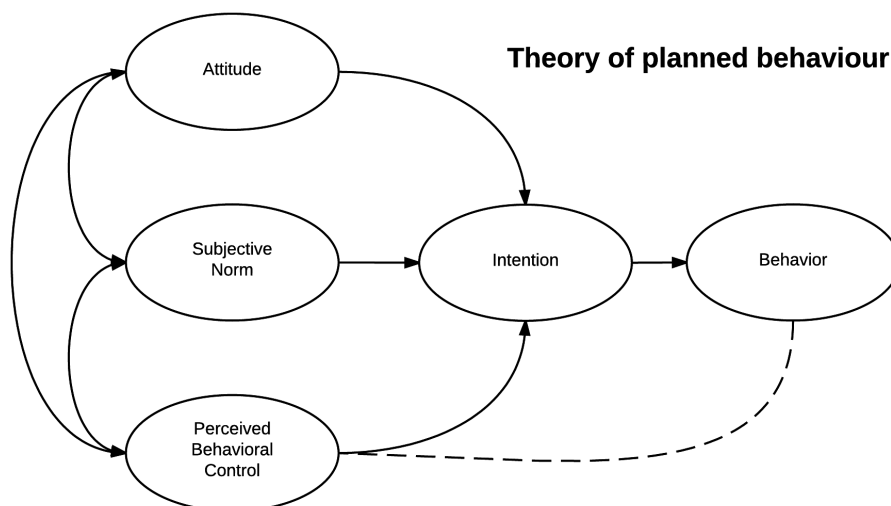 Theory of planned behaviour
Attitude
Subjective
Norm
Intention
Behavior
Perceived
Behavioral
Control